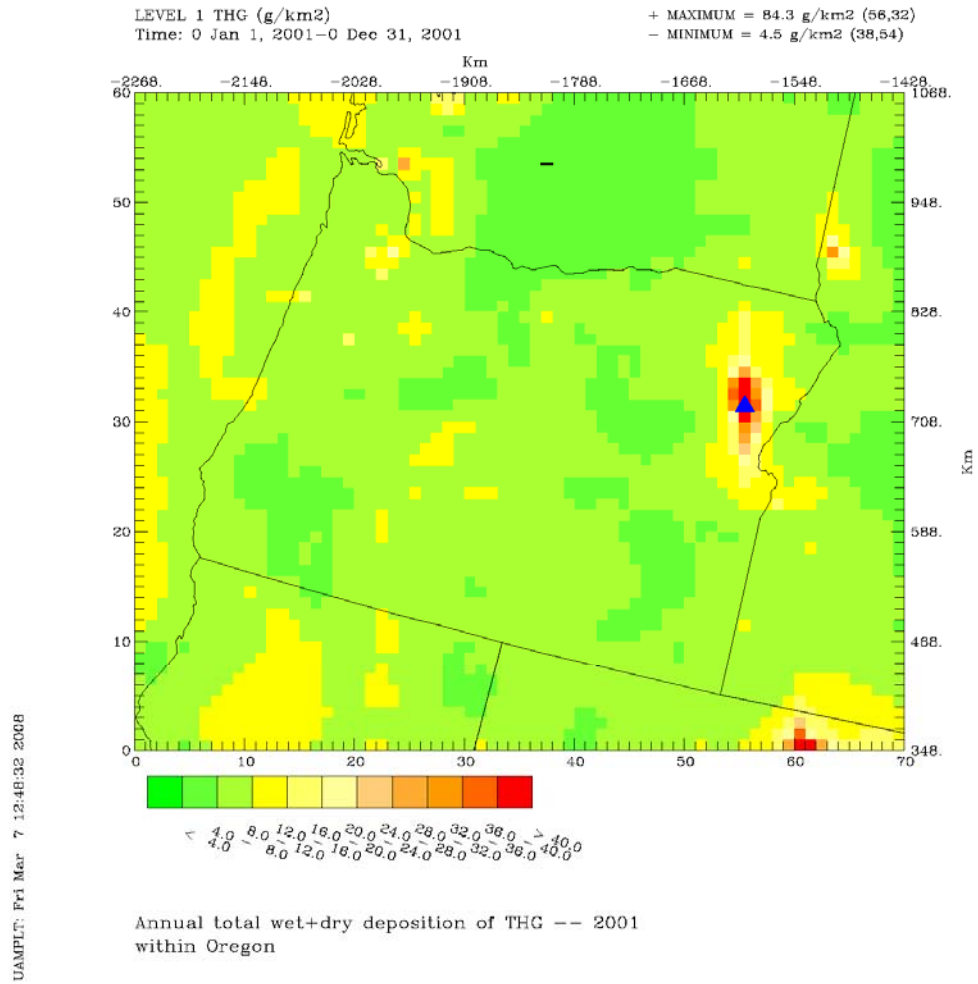 LEVEL 1 THG (g/km2)
Time: 0 Jan 1, 2001-0 Dec 31, 2001
+ MAXIMUM = 84.3 g/km2 (56,32)
- MINIMUM = 4.5 g/km2 (38,54)
Km
-2268. -2148. -2028. -1908. -1788. -1668. -1548. -1428.
60 1068.
50 948.
40 828.
30 708.
Km
20 588.
10 468.
0 348.
0 10 20 30 40 50 60 70
< 4.0
4.0 - 8.0
8.0 - 12.0
12.0 - 16.0
16.0 - 20.0
20.0 - 24.0
24.0 - 28.0
28.0 - 32.0
32.0 - 36.0
36.0 - 40.0
> 40.0
Annual total wet+dry deposition of THG -- 2001
within Oregon
UAMPLT: Fri Mar 7 12:48:32 2008